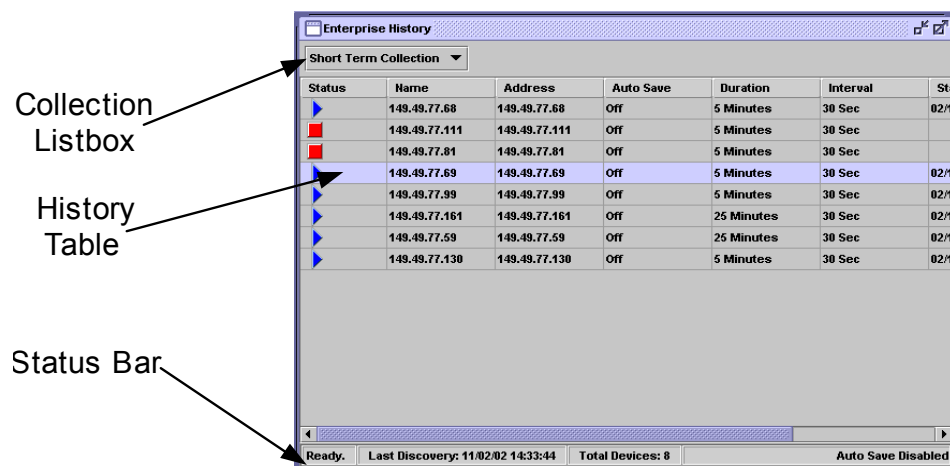 Enterprise History
Short Term Collection
Status Name Address Auto Save Duration Interval
149.49.77.68 149.49.77.68 Off 5 Minutes 30 Sec
149.49.77.111 149.49.77.111 Off 5 Minutes 30 Sec
149.49.77.81 149.49.77.81 Off 5 Minutes 30 Sec
149.49.77.69 149.49.77.69 Off 5 Minutes 30 Sec
149.49.77.99 149.49.77.99 Off 5 Minutes 30 Sec
149.49.77.161 149.49.77.161 Off 25 Minutes 30 Sec
149.49.77.59 149.49.77.59 Off 25 Minutes 30 Sec
149.49.77.130 149.49.77.130 Off 5 Minutes 30 Sec
Ready. Last Discovery: 11/02/02 14:33:44 Total Devices: 8 Auto Save Disabled
Collection
Listbox
History
Table
Status Bar